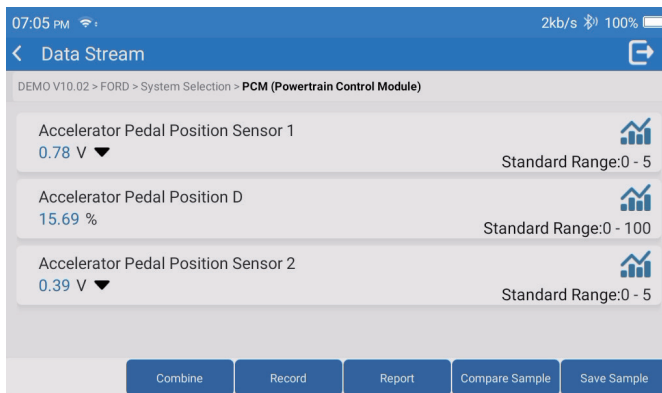 07:05 PM 2kb/s 100%
Data Stream
DEMO V10.02 > FORD > System Selection > PCM (Powertrain Control Module)
Accelerator Pedal Position Sensor 1
0.78 V
Standard Range:0 - 5
Accelerator Pedal Position D
15.69 %
Standard Range:0 - 100
Accelerator Pedal Position Sensor 2
0.39 V
Standard Range:0 - 5
Combine Record Report Compare Sample Save Sample